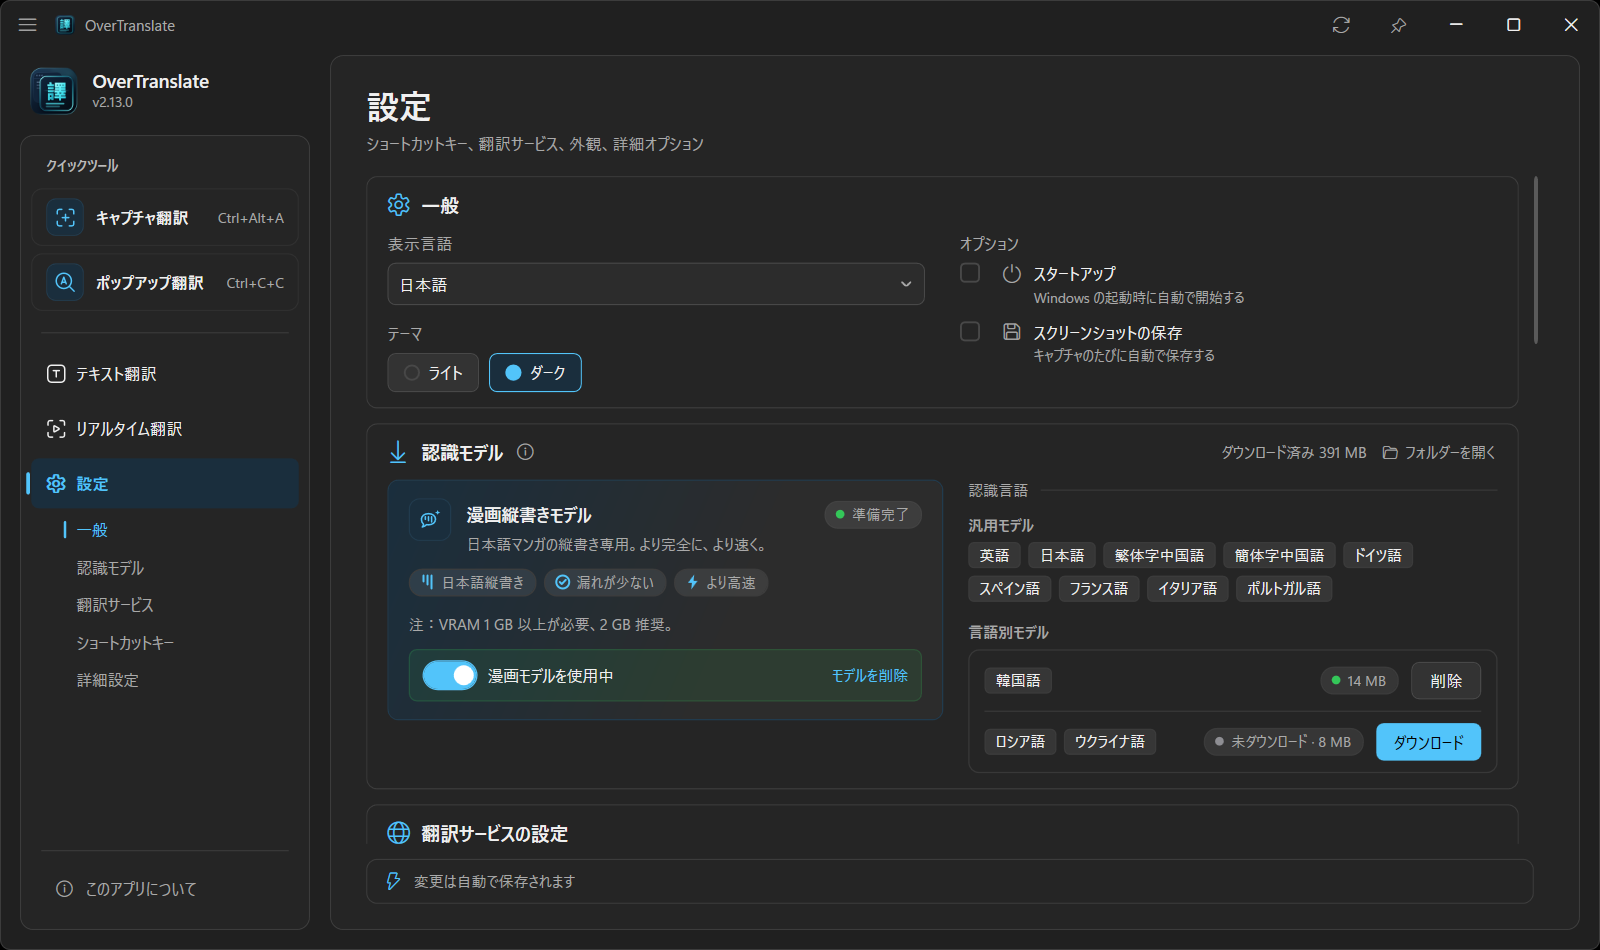 OverTranslate
OverTranslate
v2.13.0
クイックツール
キャプチャ翻訳 Ctrl+Alt+A
ポップアップ翻訳 Ctrl+C+C
テキスト翻訳
リアルタイム翻訳
設定
一般
認識モデル
翻訳サービス
ショートカットキー
詳細設定
このアプリについて
設定
ショートカットキー、翻訳サービス、外観、詳細オプション
一般
表示言語
日本語
テーマ
ライト ダーク
オプション
スタートアップ
Windows の起動時に自動で開始する
スクリーンショットの保存
キャプチャのたびに自動で保存する
認識モデル
ダウンロード済み 391 MB フォルダーを開く
漫画縦書きモデル 準備完了
日本語マンガの縦書き専用。より完全に、より速く。
日本語縦書き 漏れが少ない より高速
注：VRAM 1 GB 以上が必要、2 GB 推奨。
漫画モデルを使用中 モデルを削除
認識言語
汎用モデル
英語 日本語 繁体字中国語 簡体字中国語 ドイツ語
スペイン語 フランス語 イタリア語 ポルトガル語
言語別モデル
韓国語 14 MB 削除
ロシア語 ウクライナ語 未ダウンロード · 8 MB ダウンロード
翻訳サービスの設定
変更は自動で保存されます
譯